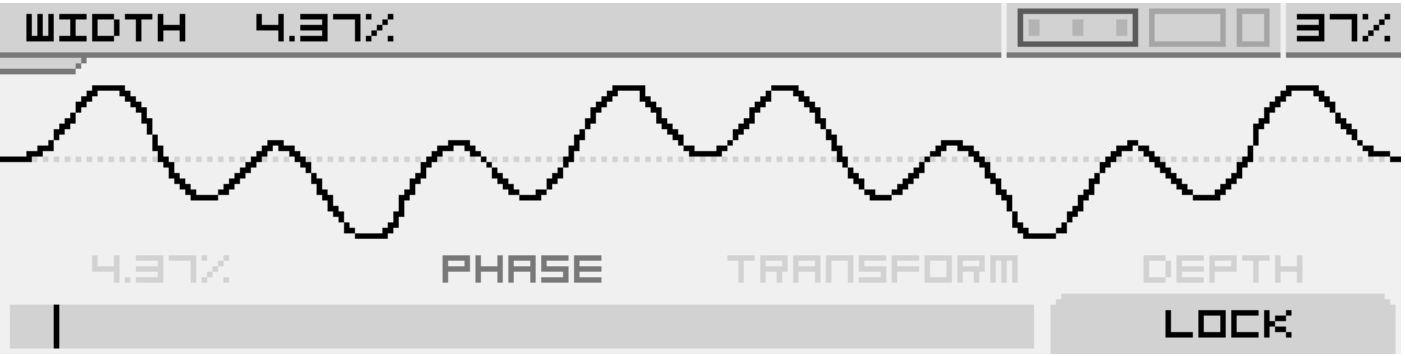 WIDTH 4.37% 37%
4.37% PHASE TRANSFORM DEPTH
LOCK